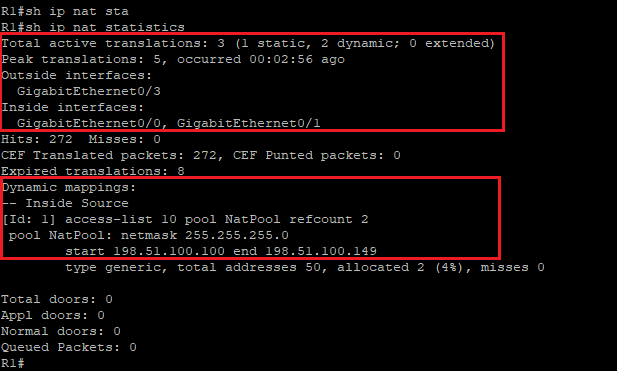 R1#sh ip nat sta
R1#sh ip nat statistics
Total active translations: 3 (1 static, 2 dynamic; 0 extended)
Peak translations: 5, occurred 00:02:56 ago
Outside interfaces:
  GigabitEthernet0/3
Inside interfaces:
  GigabitEthernet0/0, GigabitEthernet0/1
Hits: 272  Misses: 0
CEF Translated packets: 272, CEF Punted packets: 0
Expired translations: 8
Dynamic mappings:
-- Inside Source
[Id: 1] access-list 10 pool NatPool refcount 2
 pool NatPool: netmask 255.255.255.0
        start 198.51.100.100 end 198.51.100.149
        type generic, total addresses 50, allocated 2 (4%), misses 0

Total doors: 0
Appl doors: 0
Normal doors: 0
Queued Packets: 0
R1#